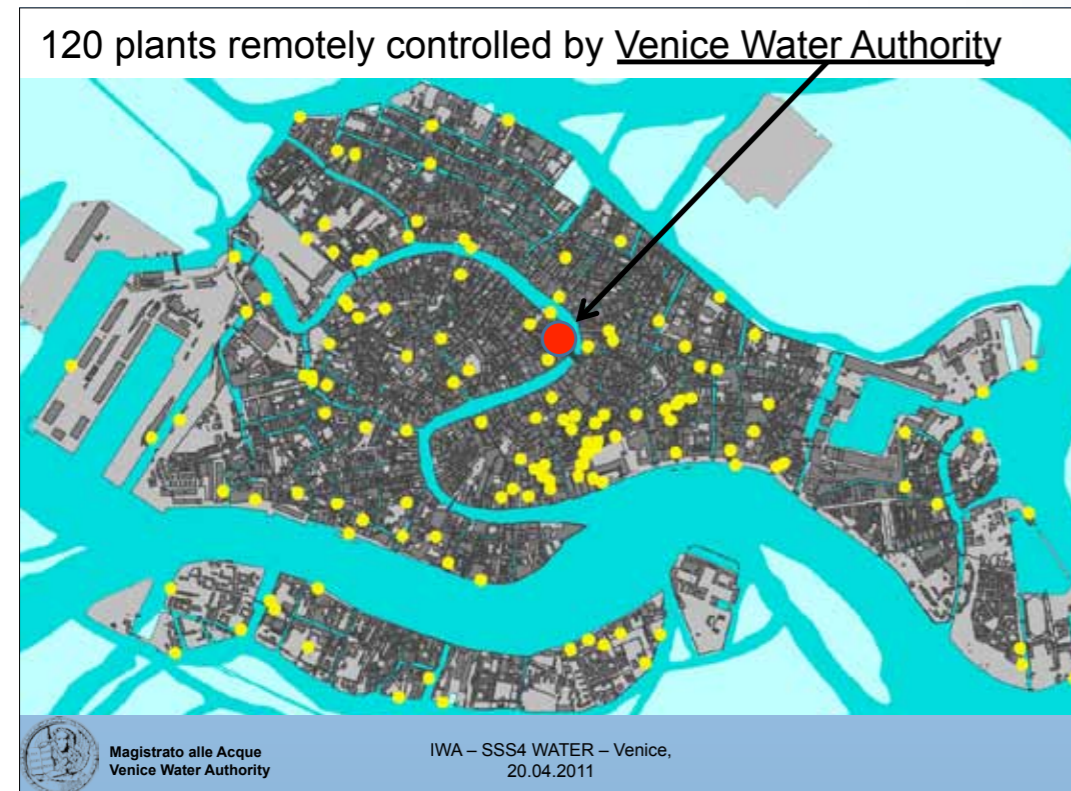 120 plants remotely controlled by Venice Water Authority
Magistrato alle Acque
Venice Water Authority
IWA – SSS4 WATER – Venice,
20.04.2011